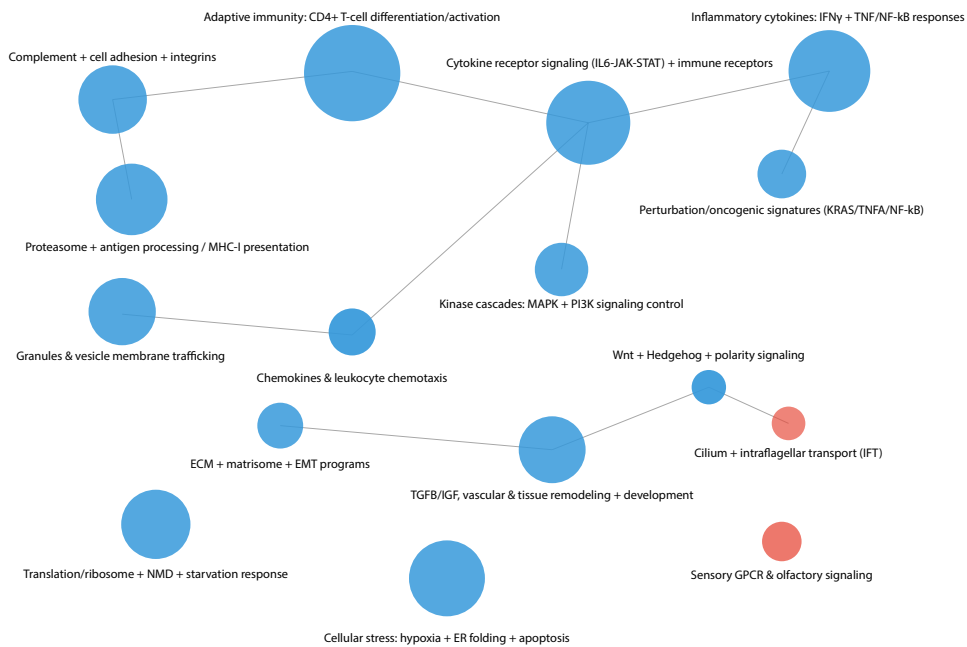 Adaptive immunity: CD4+ T-cell differentiation/activation
Inflammatory cytokines: IFNγ + TNF/NF-kB responses
Complement + cell adhesion + integrins
Cytokine receptor signaling (IL6-JAK-STAT) + immune receptors
Perturbation/oncogenic signatures (KRAS/TNFA/NF-kB)
Proteasome + antigen processing / MHC-I presentation
Kinase cascades: MAPK + PI3K signaling control
Granules & vesicle membrane trafficking
Wnt + Hedgehog + polarity signaling
Chemokines & leukocyte chemotaxis
Cilium + intraflagellar transport (IFT)
ECM + matrisome + EMT programs
TGFB/IGF, vascular & tissue remodeling + development
Translation/ribosome + NMD + starvation response
Sensory GPCR & olfactory signaling
Cellular stress: hypoxia + ER folding + apoptosis